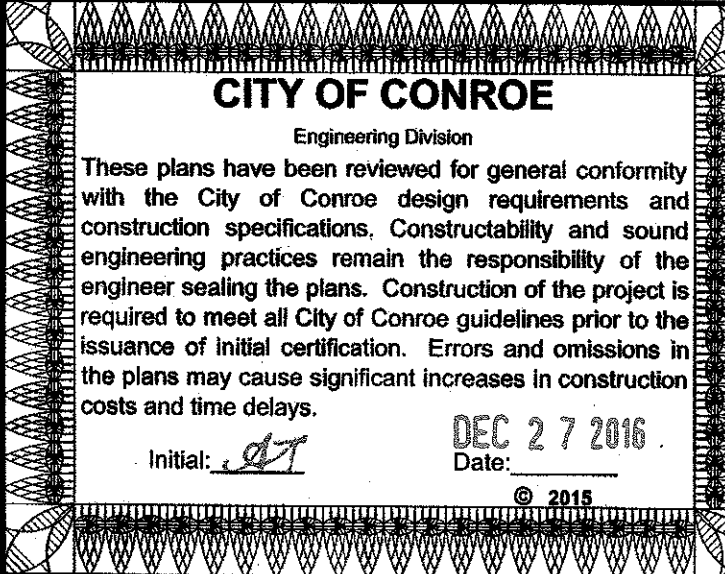 CITY OF CONROE
Engineering Division
These plans have been reviewed for general conformity
with the City of Conroe design requirements and
construction specifications. Constructability and sound
engineering practices remain the responsibility of the
engineer sealing the plans. Construction of the project is
required to meet all City of Conroe guidelines prior to the
issuance of initial certification. Errors and omissions in
the plans may cause significant increases in construction
costs and time delays.
DEC 2 7 2016
Initial: Date:
© 2015